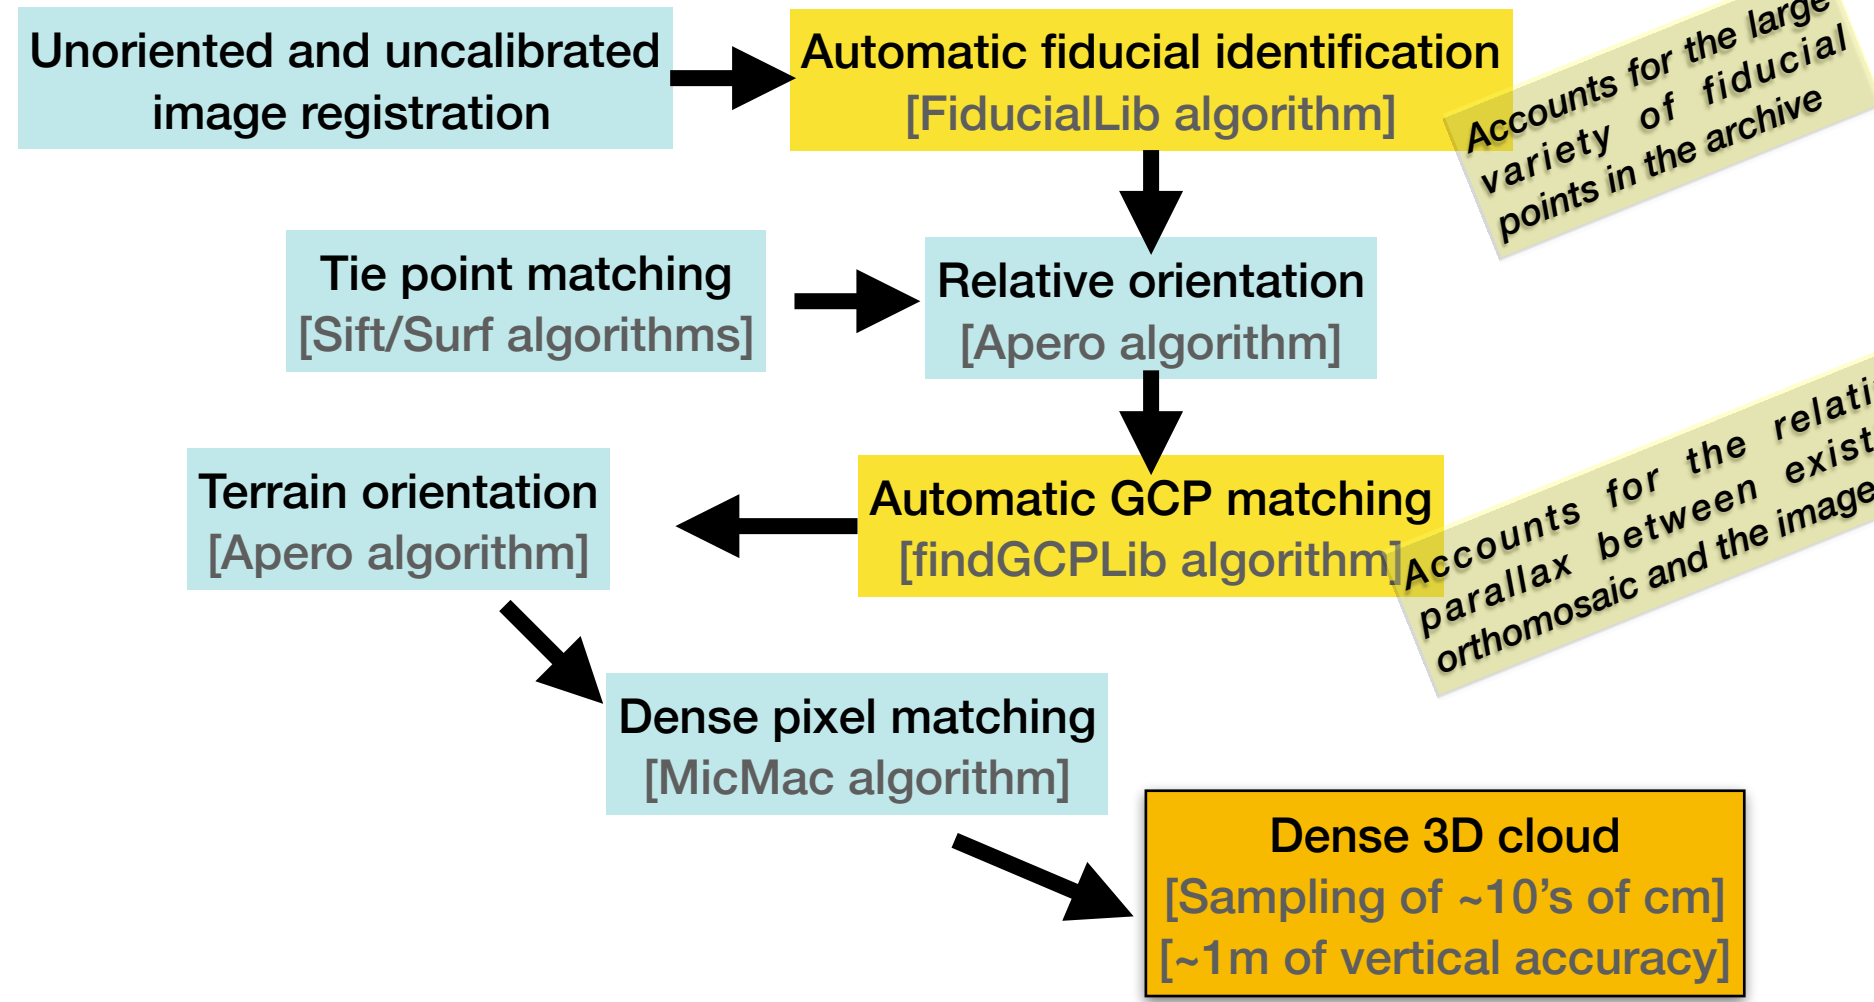 Unoriented and uncalibrated
image registration
Automatic fiducial identification
[FiducialLib algorithm]
Accounts for the large
variety of fiducial
points in the archive
Tie point matching
[Sift/Surf algorithms]
Relative orientation
[Apero algorithm]
Terrain orientation
[Apero algorithm]
Automatic GCP matching
[findGCPLib algorithm]
Accounts for the
parallax between
orthomosaic and the
Dense pixel matching
[MicMac algorithm]
Dense 3D cloud
[Sampling of ~10's of cm]
[~1m of vertical accuracy]